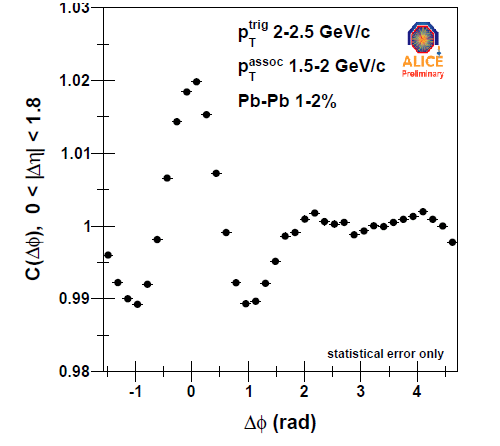 1.03
p_T^trig 2-2.5 GeV/c
p_T^assoc 1.5-2 GeV/c
Pb-Pb 1-2%
ALICE
Preliminary
1.02
1.01
1
0.99
0.98
C(Δϕ), 0 < |Δη| < 1.8
statistical error only
-1 0 1 2 3 4
Δϕ (rad)